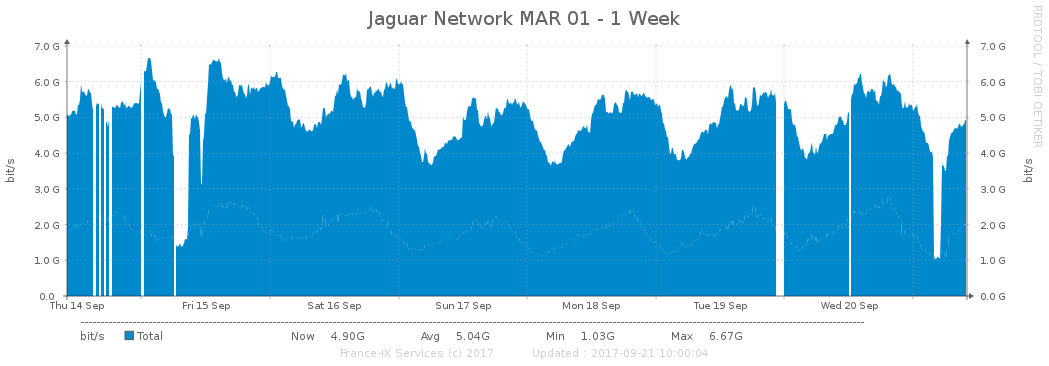 Jaguar Network MAR 01 - 1 Week
RRDTOOL / TOBI OETIKER
7.0 G 7.0 G
6.0 G 6.0 G
5.0 G 5.0 G
4.0 G 4.0 G
bit/s bit/s
3.0 G 3.0 G
2.0 G 2.0 G
1.0 G 1.0 G
0.0 0.0 G
Thu 14 Sep Fri 15 Sep Sat 16 Sep Sun 17 Sep Mon 18 Sep Tue 19 Sep Wed 20 Sep
bit/s Total Now 4.90G Avg 5.04G Min 1.03G Max 6.67G
France-IX Services (c) 2017 Updated : 2017-09-21 10:00:04